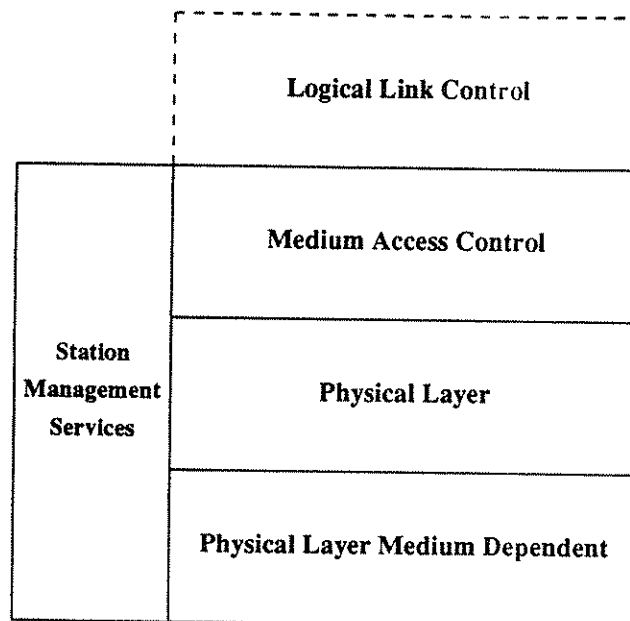 Logical Link Control
Medium Access Control
Station
Management
Services
Physical Layer
Physical Layer Medium Dependent